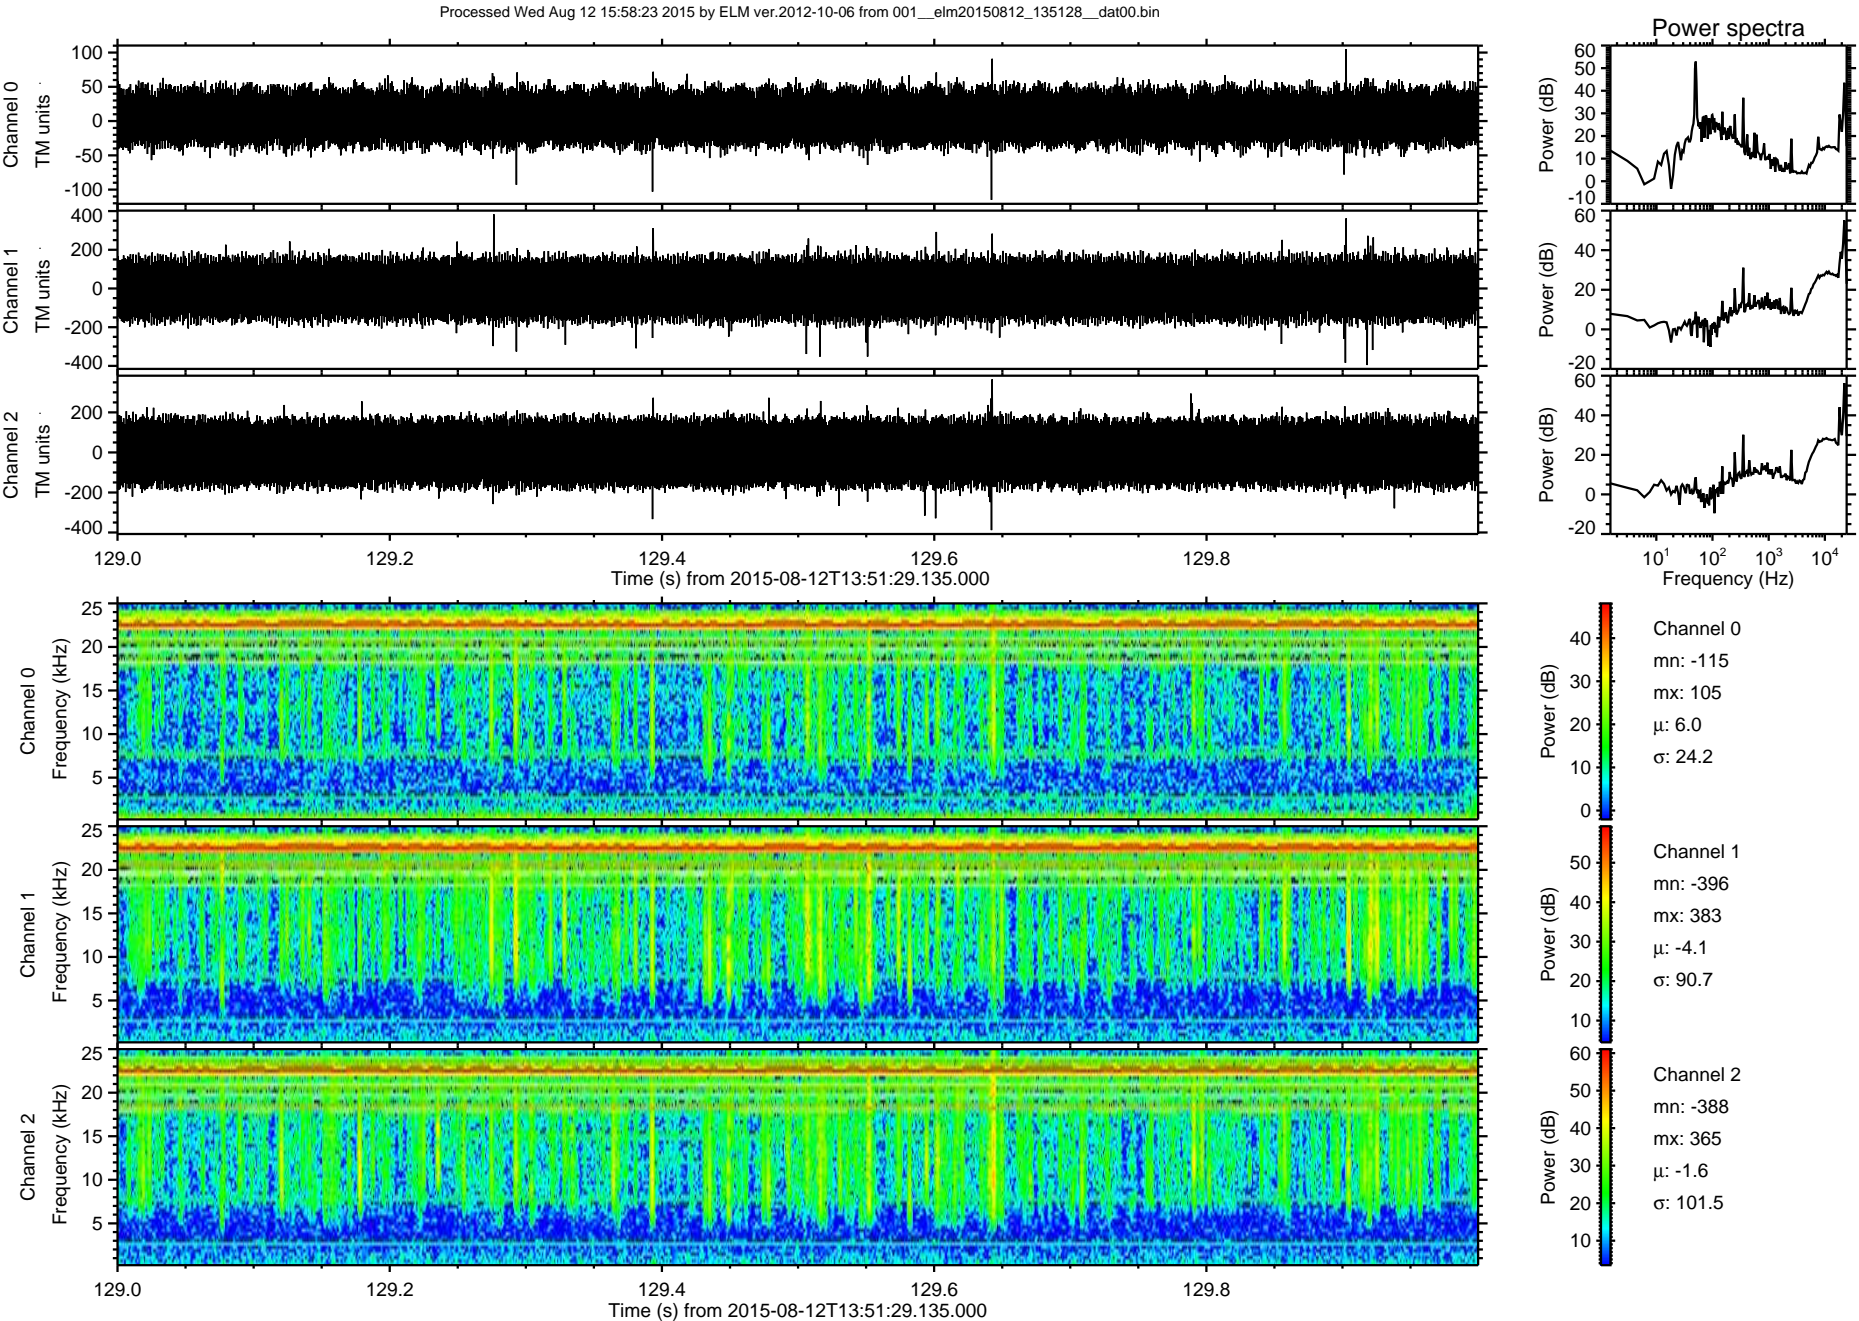 Processed Wed Aug 12 15:58:23 2015 by ELM ver.2012-10-06 from 001__elm20150812_135128__dat00.bin
Power spectra
Channel 0
TM units
100
50
0
-50
-100
Power (dB)
60
50
40
30
20
10
0
-10
Channel 1
TM units
400
200
0
-200
-400
Power (dB)
60
40
20
0
-20
Channel 2
TM units
200
0
-200
-400
Power (dB)
60
40
20
0
-20
129.0 129.2 129.4 129.6 129.8
Time (s) from 2015-08-12T13:51:29.135.000
10^1 10^2 10^3 10^4
Frequency (Hz)
Channel 0
Frequency (kHz)
25
20
15
10
5
Power (dB)
40
30
20
10
0
Channel 0
mn: -115
mx: 105
μ: 6.0
σ: 24.2
Channel 1
Frequency (kHz)
25
20
15
10
5
Power (dB)
50
40
30
20
10
Channel 1
mn: -396
mx: 383
μ: -4.1
σ: 90.7
Channel 2
Frequency (kHz)
25
20
15
10
5
Power (dB)
60
50
40
30
20
10
Channel 2
mn: -388
mx: 365
μ: -1.6
σ: 101.5
129.0 129.2 129.4 129.6 129.8
Time (s) from 2015-08-12T13:51:29.135.000